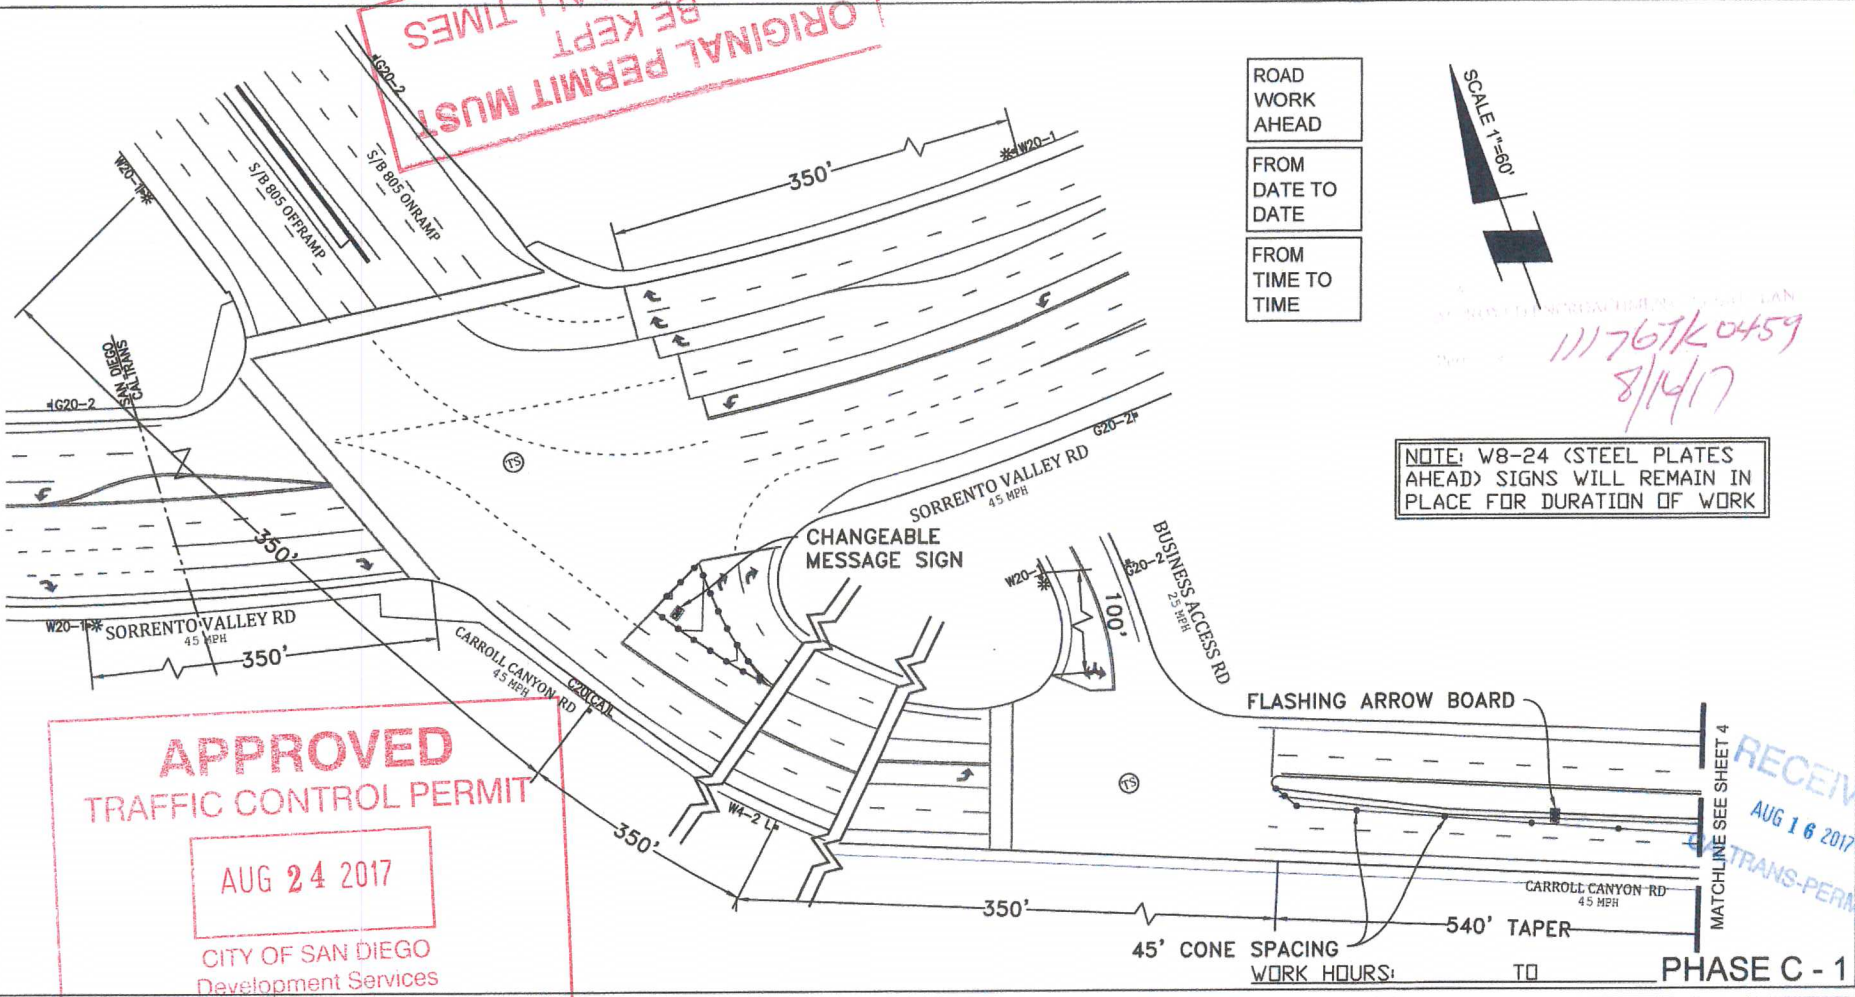 ORIGINAL PERMIT MUST
BE KEPT
ALL TIMES
G20-2
W20-1
S/B 805 OFFRAMP
S/B 805 ONRAMP
350'
W20-1
ROAD
WORK
AHEAD
FROM
DATE TO
DATE
FROM
TIME TO
TIME
SCALE 1"=60'
8/14/17
NOTE: W8-24 (STEEL PLATES
AHEAD) SIGNS WILL REMAIN IN
PLACE FOR DURATION OF WORK
SAN DIEGO
CALTRANS
G20-2
TS
G20-2
SORRENTO VALLEY RD
45 MPH
CHANGEABLE
MESSAGE SIGN
350'
W20-1
SORRENTO VALLEY RD
45 MPH
350'
W20-1
G20-2
100'
BUSINESS ACCESS RD
25 MPH
CARROLL CANYON RD
45 MPH
C20(CA)L
FLASHING ARROW BOARD
TS
W4-2 L
350'
350'
540' TAPER
CARROLL CANYON RD
45 MPH
MATCHLINE SEE SHEET 4
45' CONE SPACING
WORK HOURS: TO
PHASE C - 1
APPROVED
TRAFFIC CONTROL PERMIT
AUG 24 2017
CITY OF SAN DIEGO
Development Services
AUG 16 2017